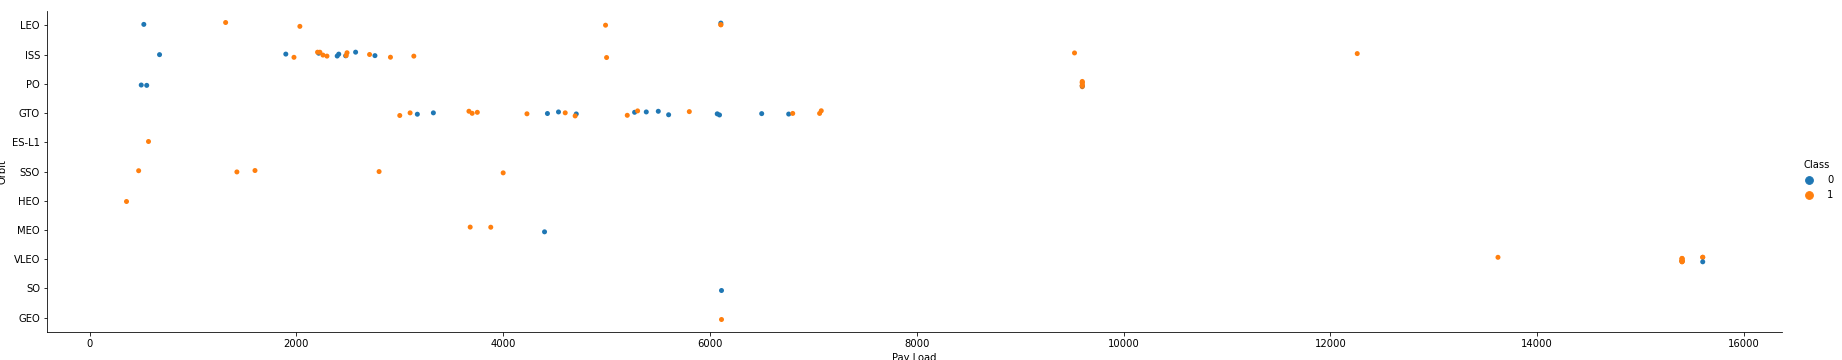 LEO
ISS
PO
GTO
ES-L1
SSO
HEO
MEO
VLEO
SO
GEO
Orbit
0 2000 4000 6000 8000 10000 12000 14000 16000
Pay Load
Class
0
1